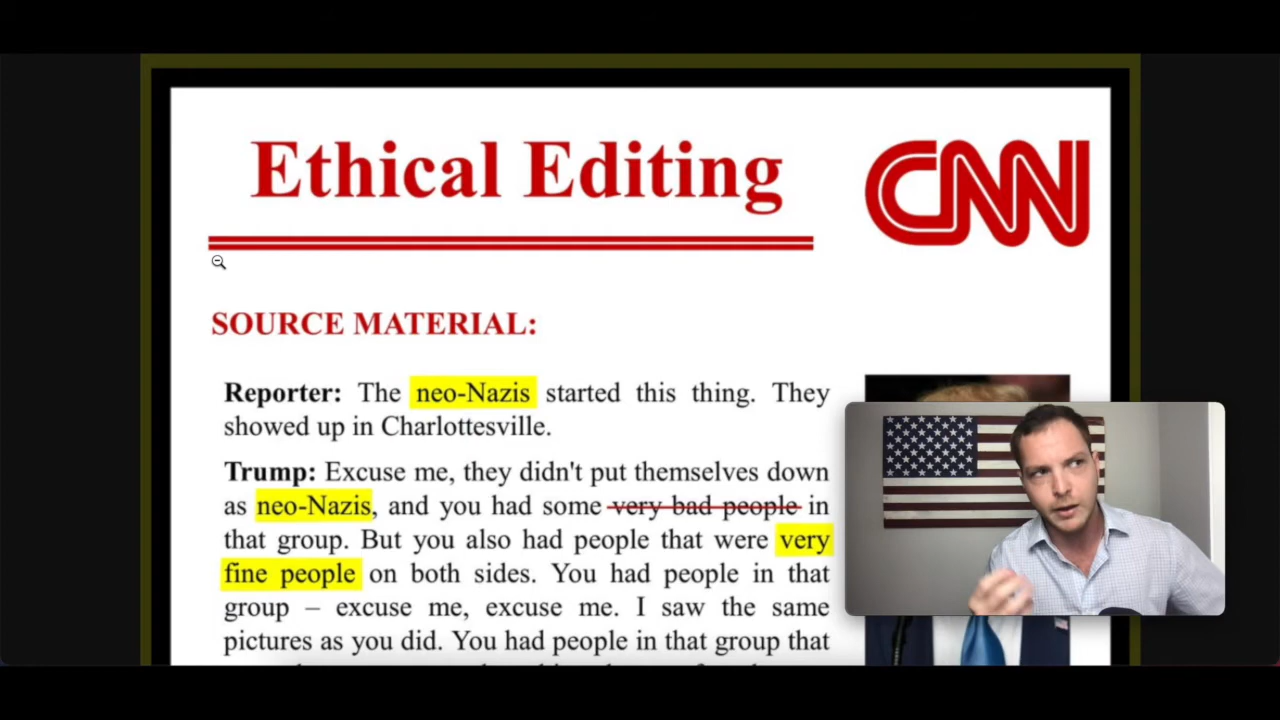 Ethical Editing
CNN
SOURCE MATERIAL:
Reporter: The neo-Nazis started this thing. They
showed up in Charlottesville.
Trump: Excuse me, they didn't put themselves down
as neo-Nazis, and you had some very bad people in
that group. But you also had people that were very
fine people on both sides. You had people in that
group – excuse me, excuse me. I saw the same
pictures as you did. You had people in that group that